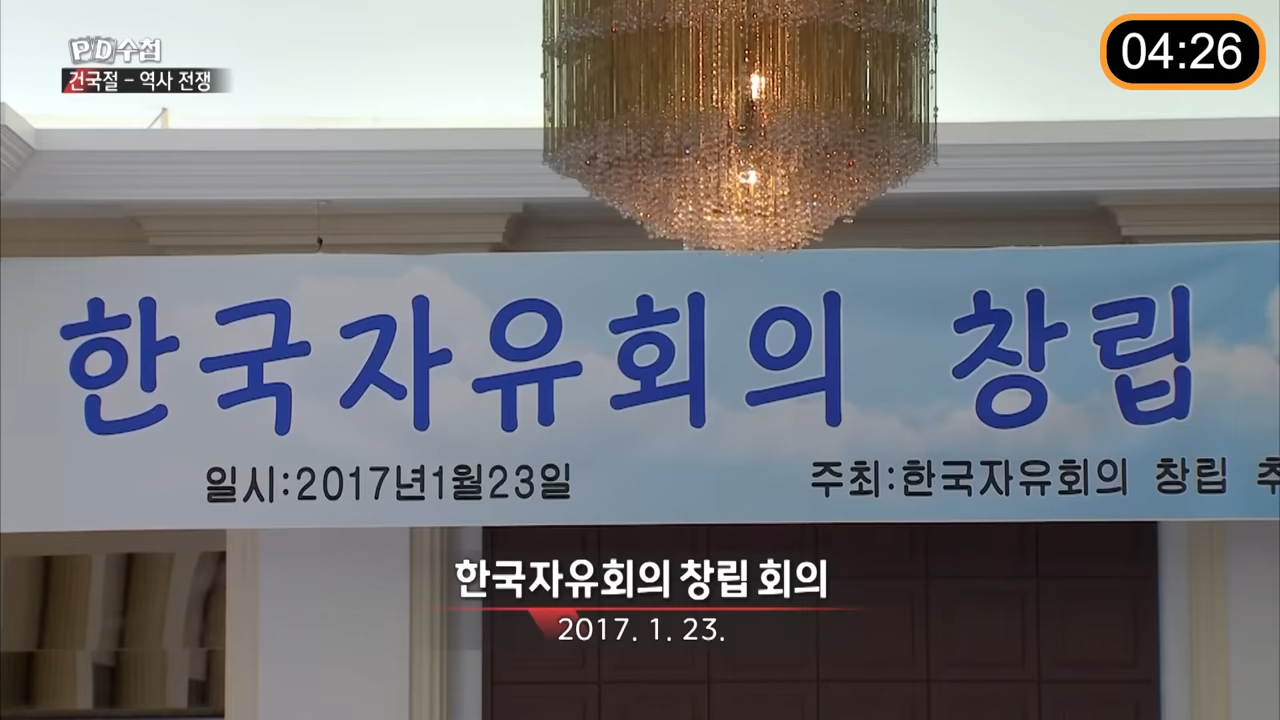 PD수첩
건국절 - 역사 전쟁
04:26
한국자유회의 창립
일시:2017년1월23일
주최:한국자유회의 창립
한국자유회의 창립 회의
2017. 1. 23.